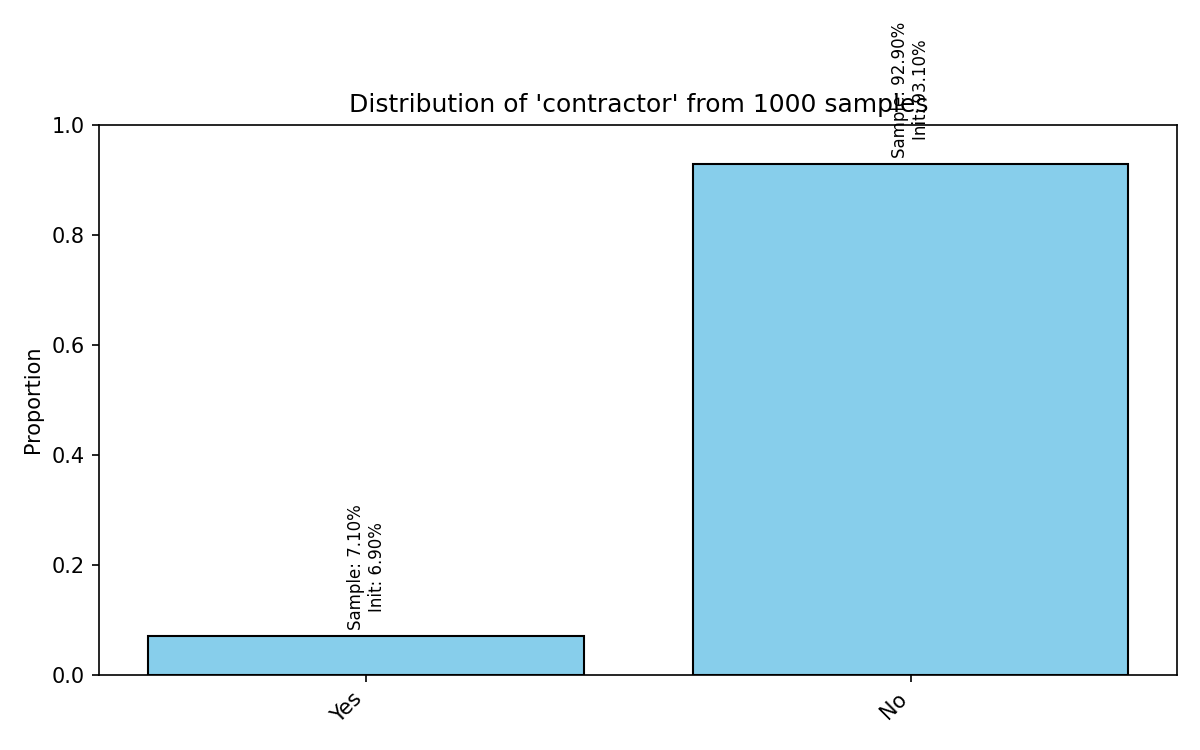 Distribution of 'contractor' from 1000 samples
Sample: 92.90%
Init: 93.10%
1.0
0.8
0.6
0.4
0.2
0.0
Proportion
Sample: 7.10%
Init: 6.90%
Yes
No